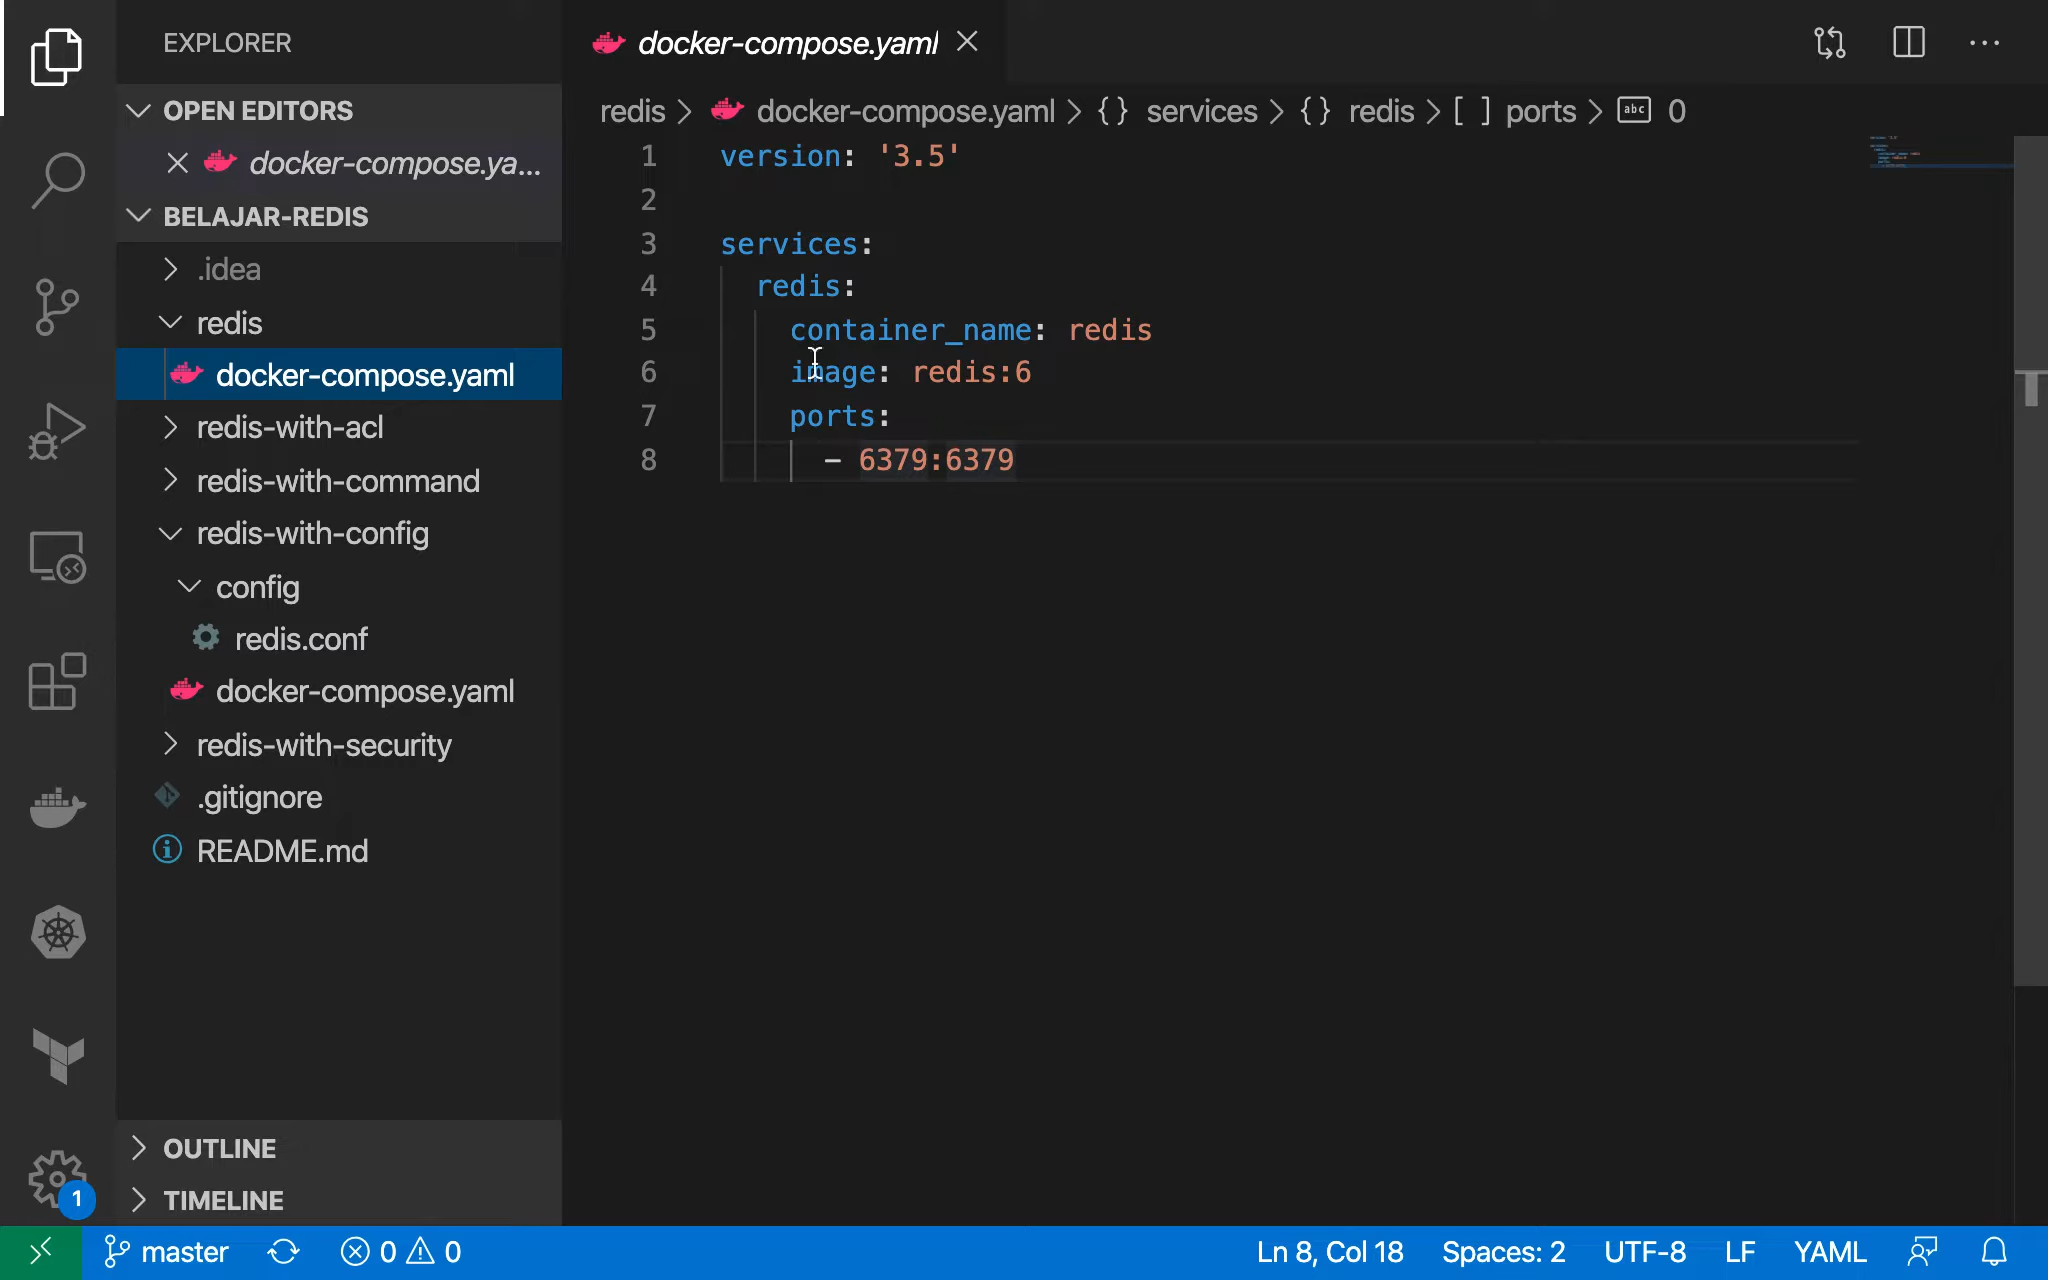 EXPLORER
OPEN EDITORS
docker-compose.ya...
BELAJAR-REDIS
.idea
redis
docker-compose.yaml
redis-with-acl
redis-with-command
redis-with-config
config
redis.conf
docker-compose.yaml
redis-with-security
.gitignore
README.md
OUTLINE
TIMELINE
1
docker-compose.yaml
redis > docker-compose.yaml > {} services > {} redis > [ ] ports > abc 0
1 version: '3.5'
2
3 services:
4 redis:
5 container_name: redis
6 image: redis:6
7 ports:
8 - 6379:6379
master 0 0 Ln 8, Col 18 Spaces: 2 UTF-8 LF YAML